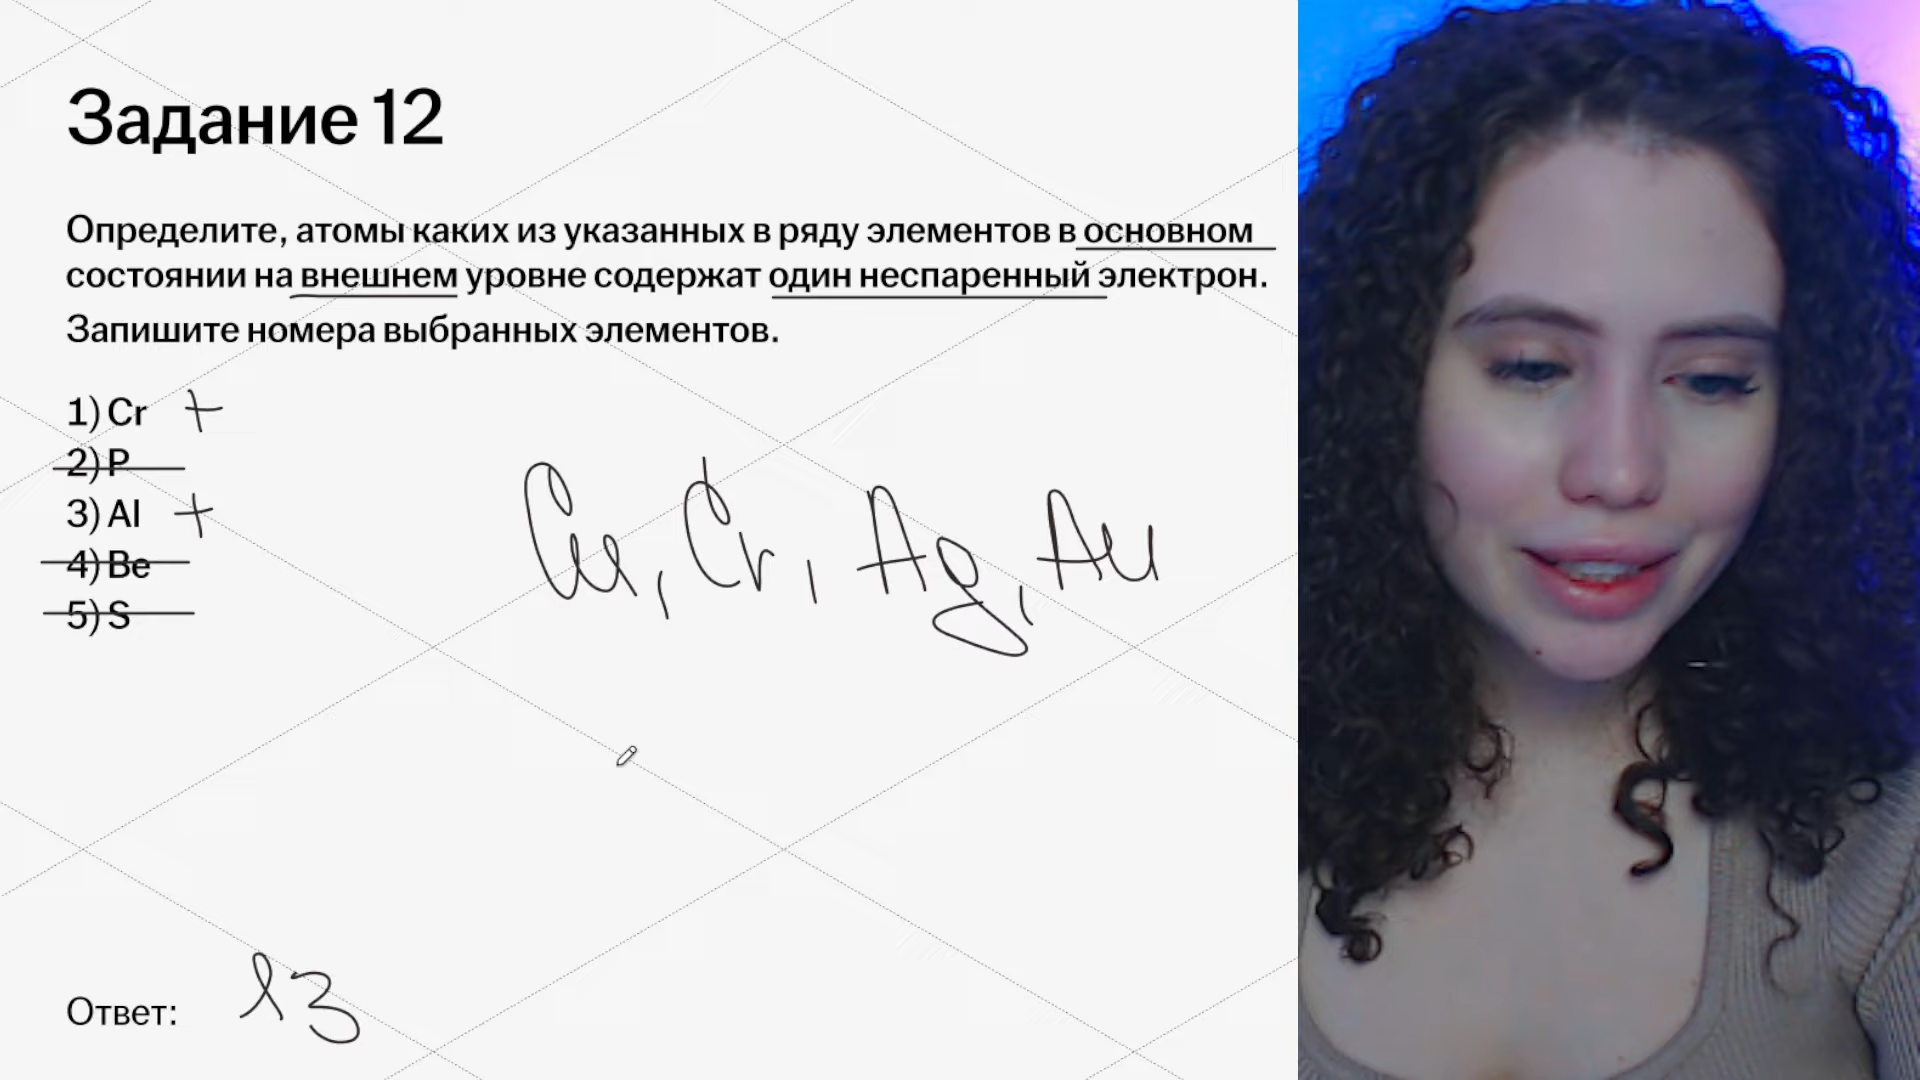 Задание 12
Определите, атомы каких из указанных в ряду элементов в основном
состоянии на внешнем уровне содержат один неспаренный электрон.
Запишите номера выбранных элементов.
1) Cr +
2) P
3) Al +
4) Be
5) S
Cu, Cr, Ag, Au
Ответ: 13